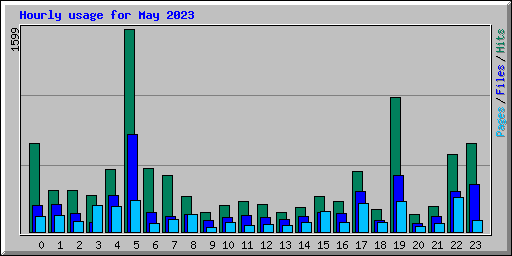 Hourly usage for May 2023
1599
Pages / Files / Hits
0 1 2 3 4 5 6 7 8 9 10 11 12 13 14 15 16 17 18 19 20 21 22 23